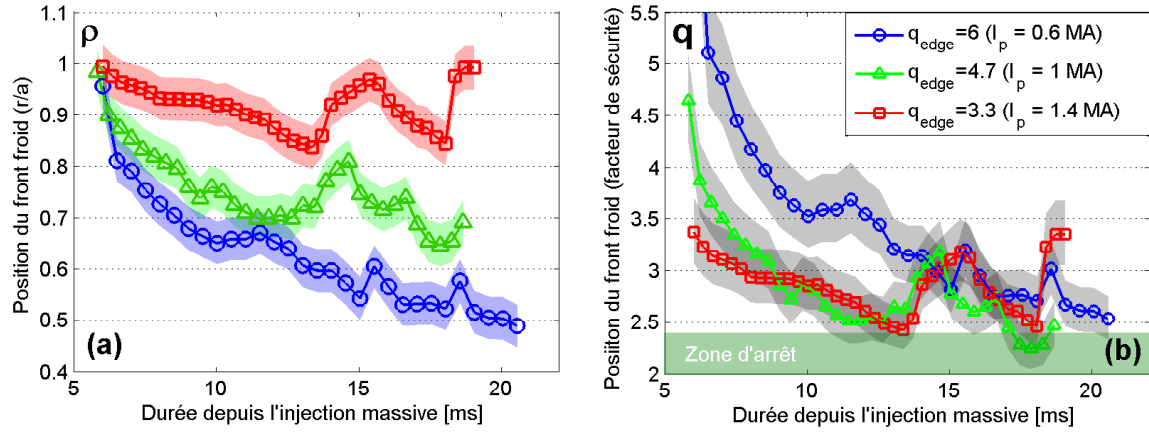 ρ
Position du front froid (r/a)
1.1
1
0.9
0.8
0.7
0.6
0.5
0.4
(a)
5
10
15
20
Durée depuis l'injection massive [ms]
q
Position du front froid (facteur de sécurité)
5.5
5
4.5
4
3.5
3
2.5
2
q_edge=6 (I_p = 0.6 MA)
q_edge=4.7 (I_p = 1 MA)
q_edge=3.3 (I_p = 1.4 MA)
Zone d'arrêt
(b)
5
10
15
20
Durée depuis l'injection massive [ms]